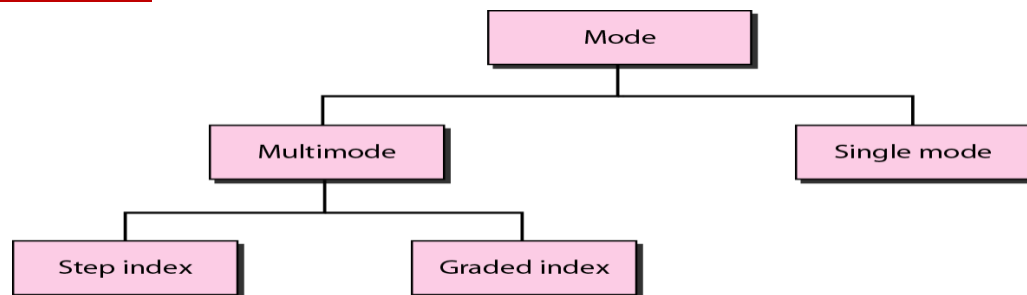 Mode
Multimode
Single mode
Step index
Graded index